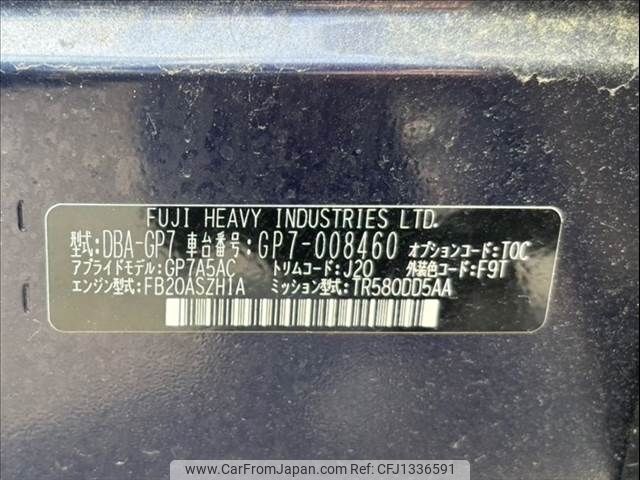 FUJI HEAVY INDUSTRIES LTD.
型式:DBA-GP7 車台番号:GP7-008460 オプションコード:TOC
アプライドモデル:GP7A5AC トリムコード:J20 外装色コード:F9T
エンジン型式:FB20ASZH1A ミッション型式:TR580DD5AA
www.CarFromJapan.com - CFJ1336591